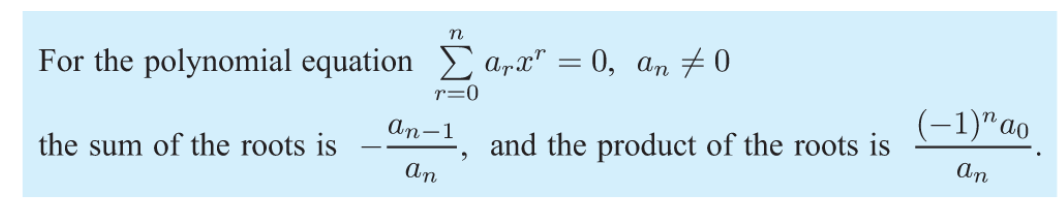 For the polynomial equation $\sum_{r=0}^{n} a_r x^r = 0, \; a_n \neq 0$
the sum of the roots is $-\frac{a_{n-1}}{a_n}$, and the product of the roots is $\frac{(-1)^n a_0}{a_n}$.